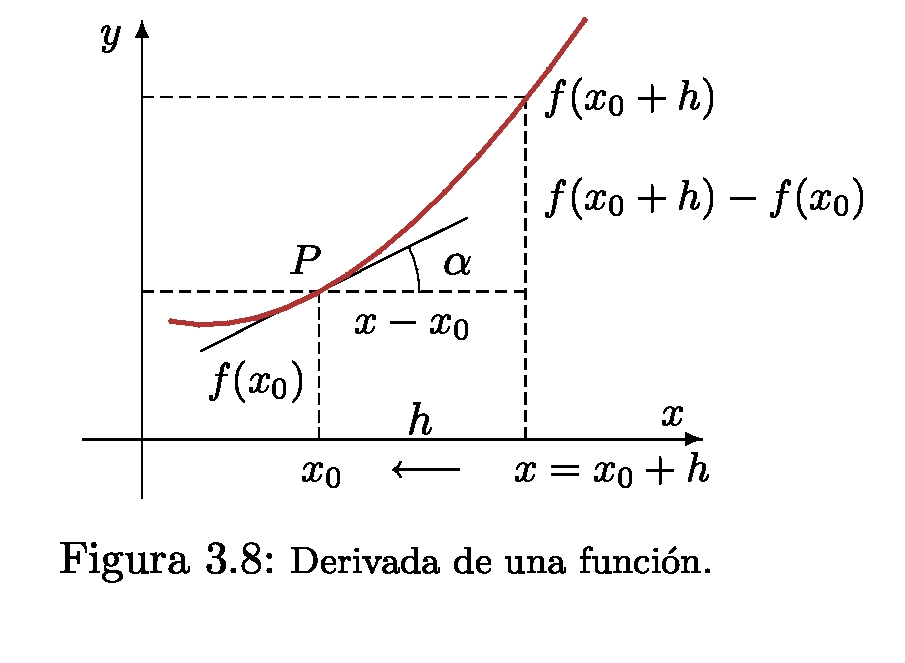 y
f(x₀ + h)
f(x₀ + h) − f(x₀)
P
α
x − x₀
f(x₀)
h
x
x₀ ⟵ x = x₀ + h
Figura 3.8: Derivada de una función.